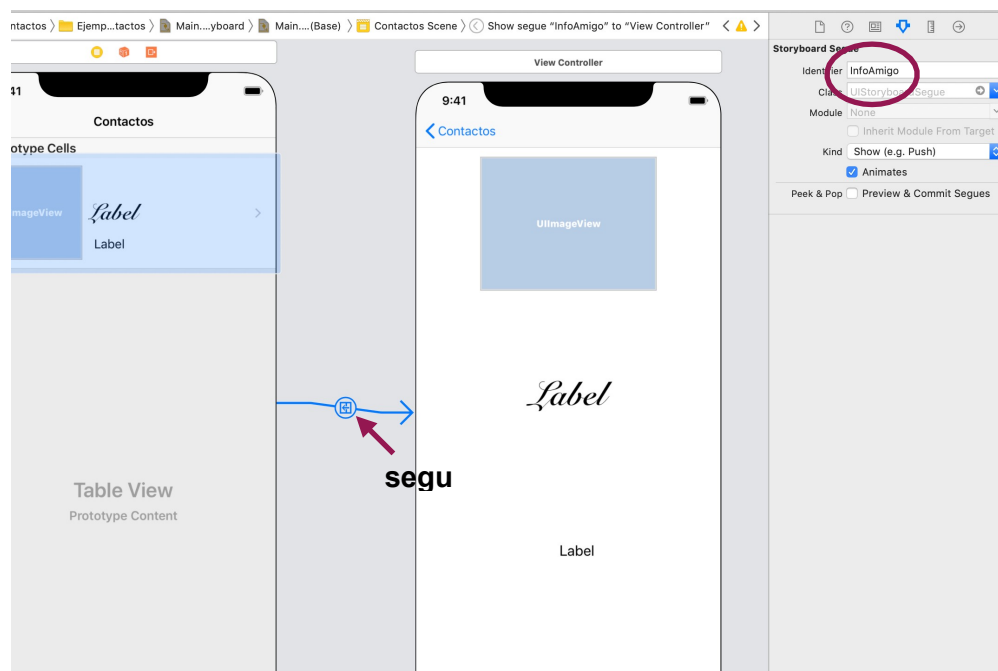 ntactos Ejemp...tactos Main....yboard Main....(Base) Contactos Scene Show segue "InfoAmigo" to "View Controller"
41
Contactos
otype Cells
mageView
Label
Label
Table View
Prototype Content
segu
View Controller
9:41
Contactos
UIImageView
Label
Label
Storyboard Segue
Identifier InfoAmigo
Class UIStoryboardSegue
Module None
Inherit Module From Target
Kind Show (e.g. Push)
Animates
Peek & Pop Preview & Commit Segues